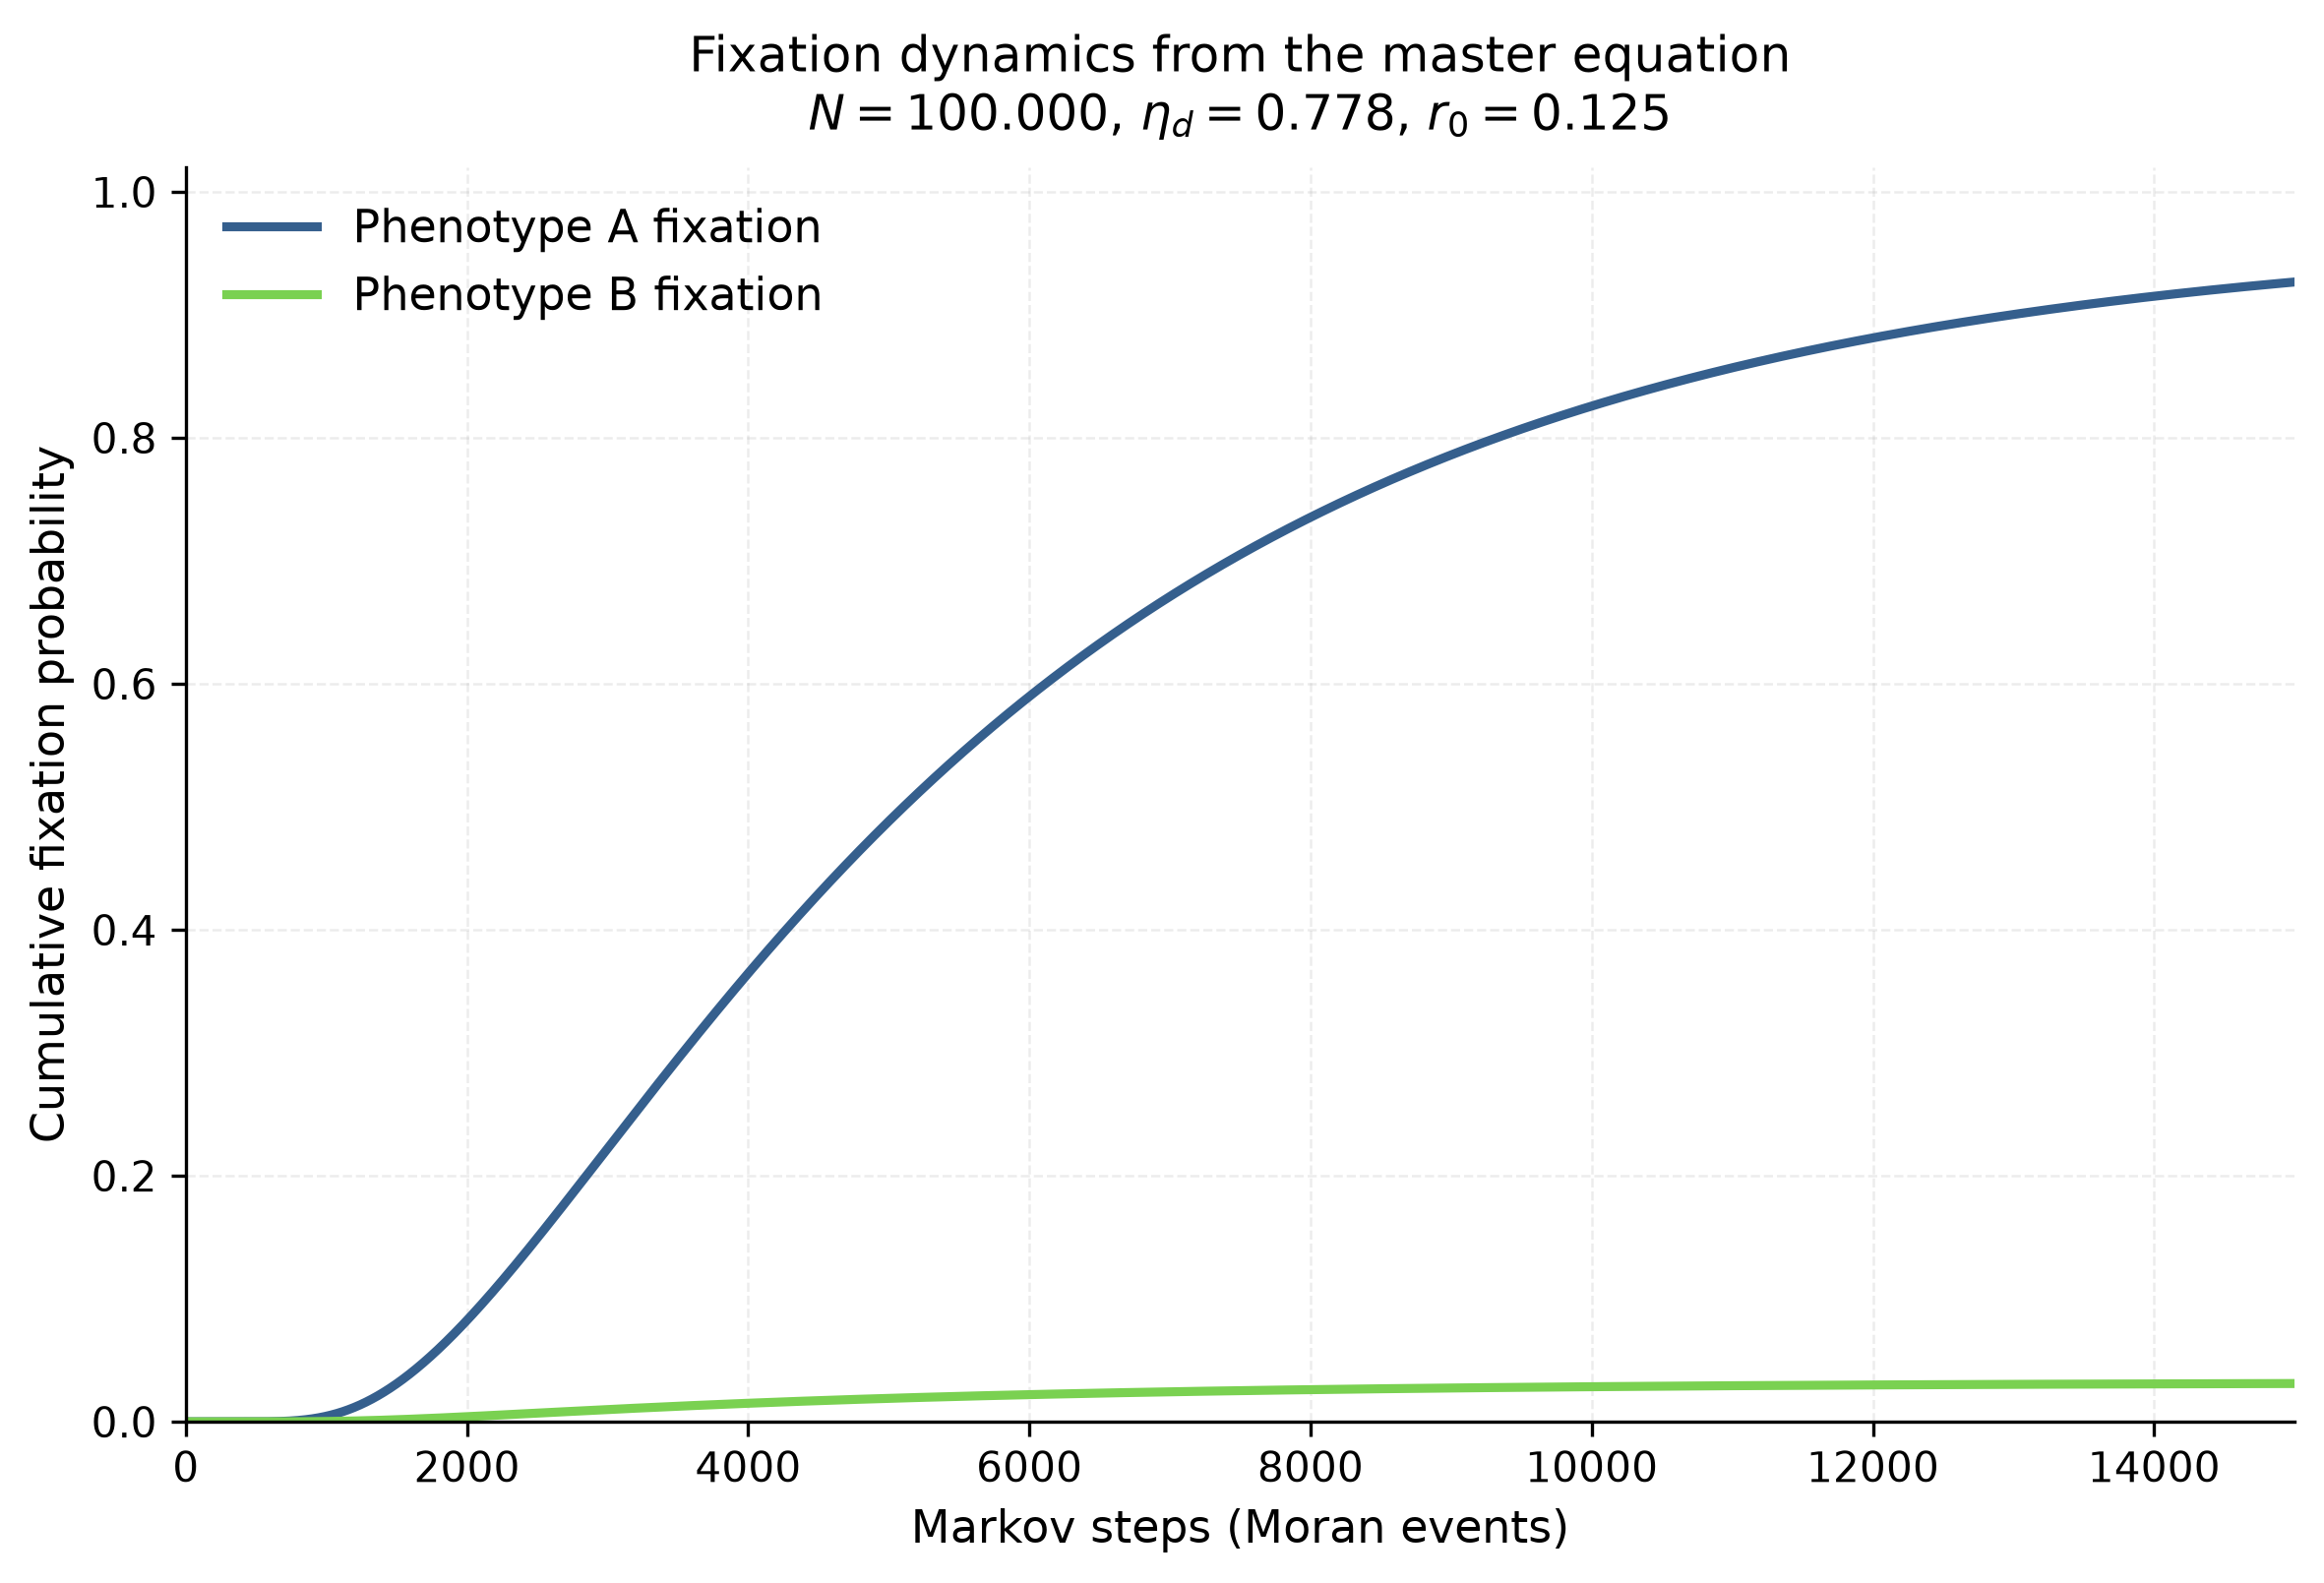 Fixation dynamics from the master equation
N = 100.000, η_d = 0.778, r_0 = 0.125
Phenotype A fixation
Phenotype B fixation
Cumulative fixation probability
1.0
0.8
0.6
0.4
0.2
0.0
0 2000 4000 6000 8000 10000 12000 14000
Markov steps (Moran events)